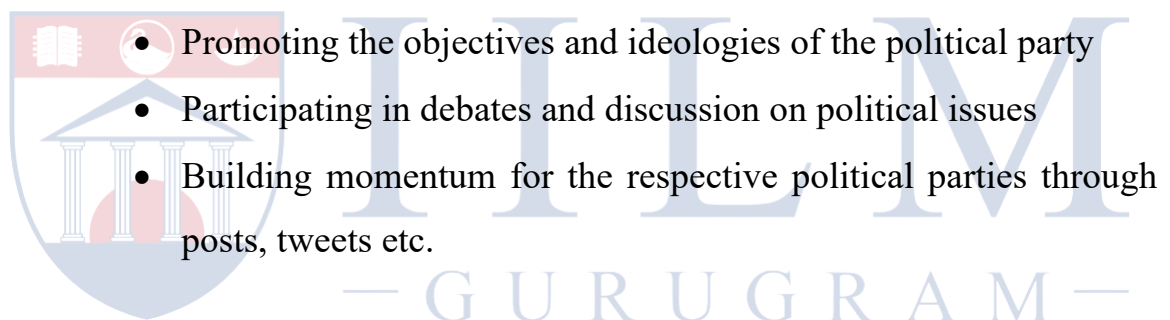 • Promoting the objectives and ideologies of the political party
• Participating in debates and discussion on political issues
• Building momentum for the respective political parties through
posts, tweets etc.
IILM
— GURUGRAM —